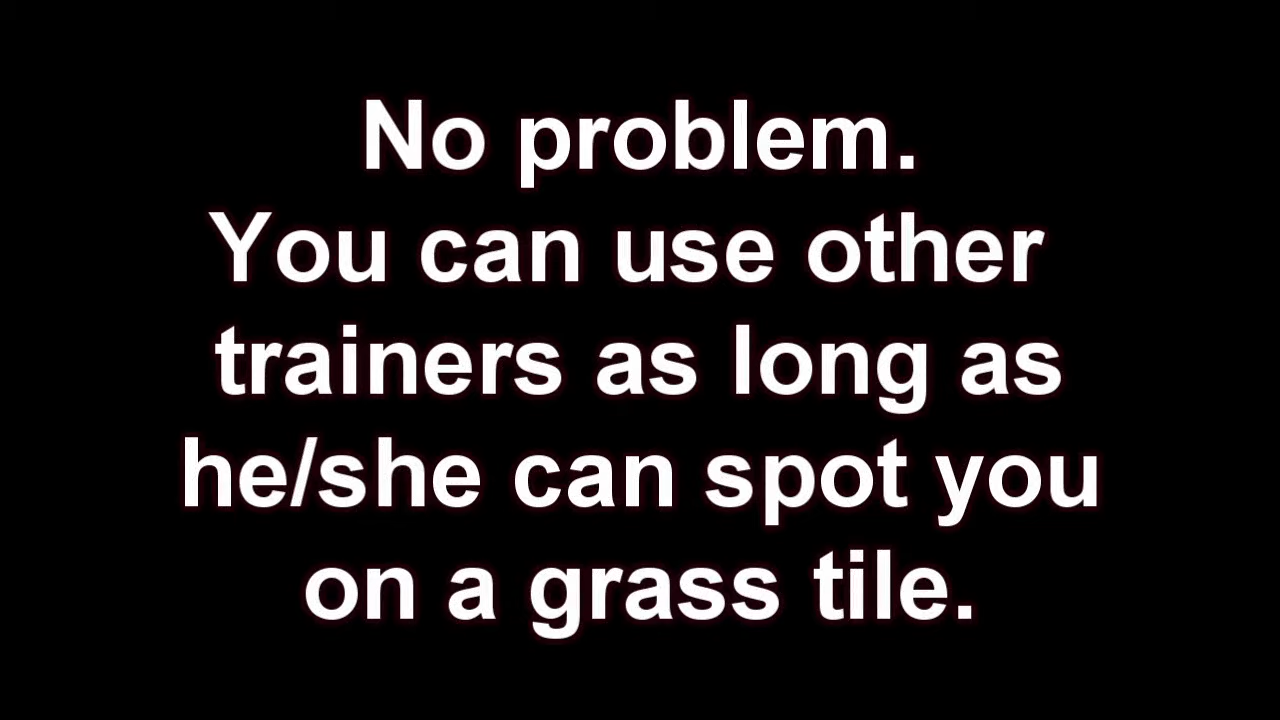 No problem.
You can use other
trainers as long as
he/she can spot you
on a grass tile.